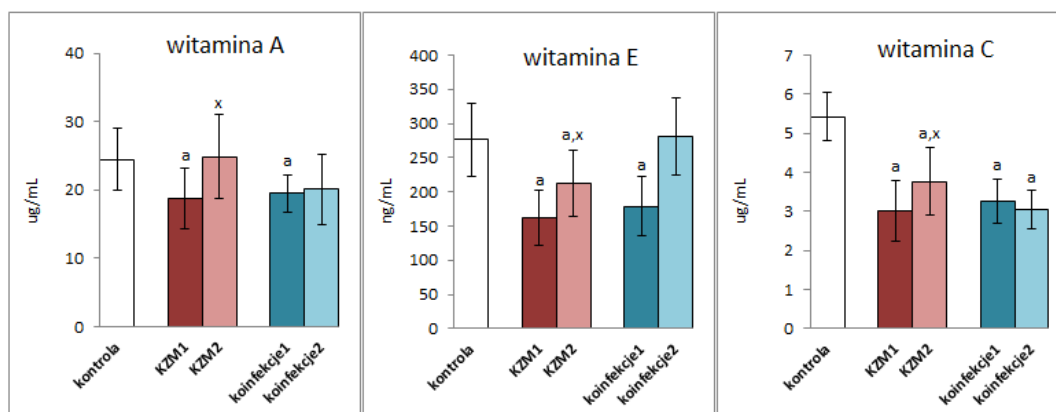 witamina A
40
30
20
10
0
ug/mL
x
a
a
kontrola
KZM1
KZM2
koinfekcje1
koinfekcje2
witamina E
400
350
300
250
200
150
100
50
0
ng/mL
a
a,x
a
kontrola
KZM1
KZM2
koinfekcje1
koinfekcje2
witamina C
7
6
5
4
3
2
1
0
ug/mL
a
a,x
a
a
kontrola
KZM1
KZM2
koinfekcje1
koinfekcje2